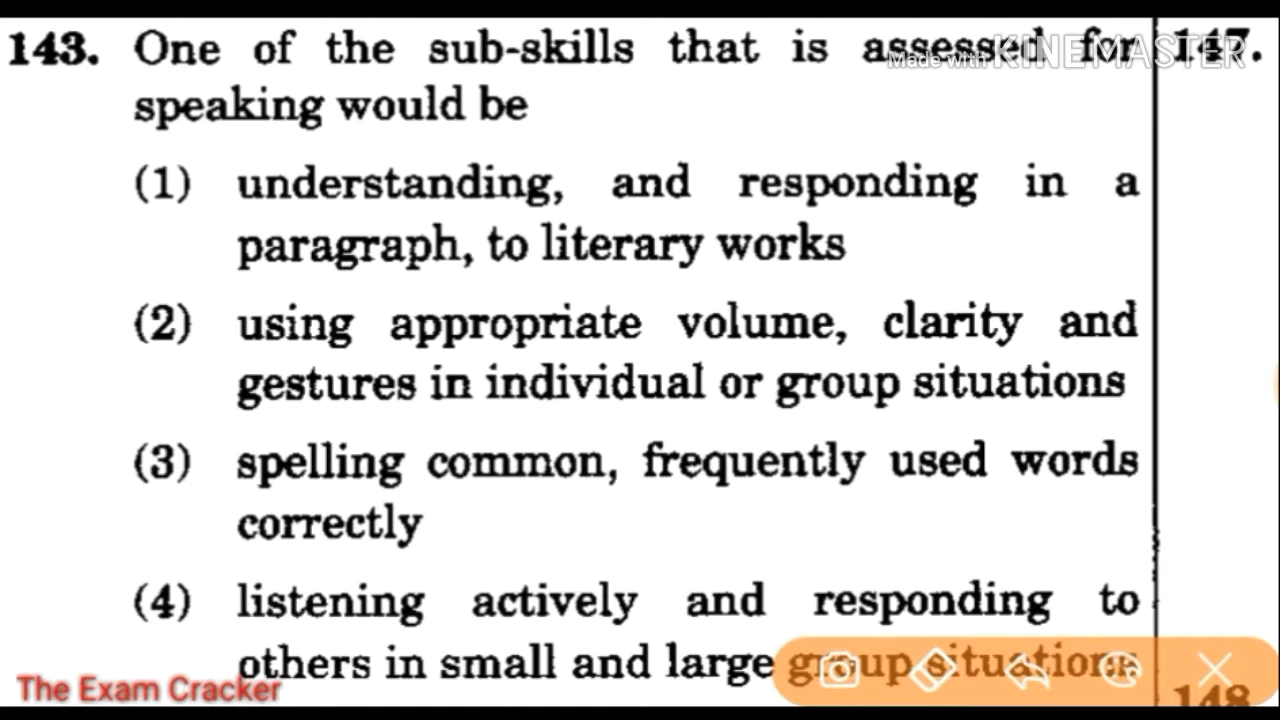 143. One of the sub-skills that is assessed for
speaking would be
(1) understanding, and responding in a
paragraph, to literary works
(2) using appropriate volume, clarity and
gestures in individual or group situations
(3) spelling common, frequently used words
correctly
(4) listening actively and responding to
others in small and large group situations
147.
148
Made with KINEMASTER
The Exam Cracker